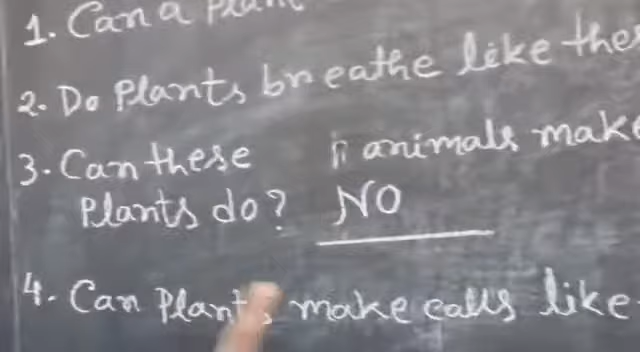 1. Can a Plant
2. Do Plants breathe like
3. Can these animals make
Plants do? NO
4. Can Plants make calls like